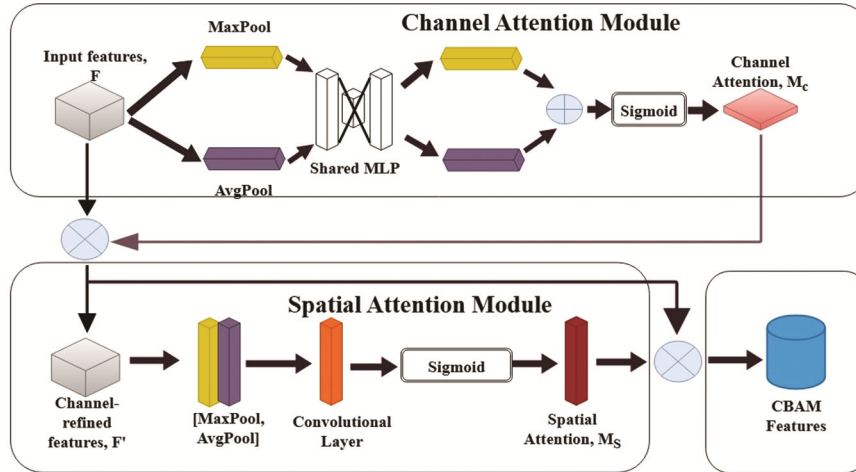 Channel Attention Module
MaxPool
Input features,
F
Channel
Attention, Mc
Sigmoid
Shared MLP
AvgPool
Spatial Attention Module
Sigmoid
Channel-
refined
features, F'
[MaxPool,
AvgPool]
Convolutional
Layer
Spatial
Attention, MS
CBAM
Features